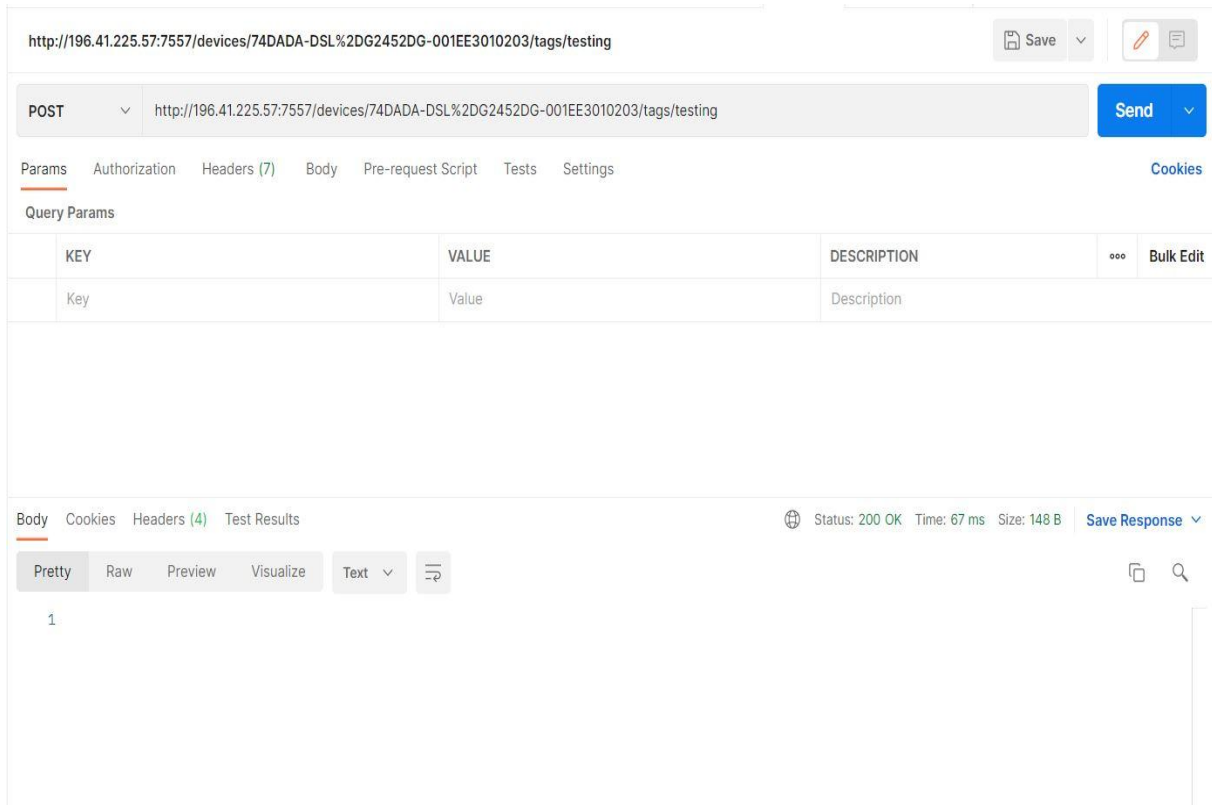 http://196.41.225.57:7557/devices/74DADA-DSL%2DG2452DG-001EE3010203/tags/testing
Save
POST http://196.41.225.57:7557/devices/74DADA-DSL%2DG2452DG-001EE3010203/tags/testing Send
Params Authorization Headers (7) Body Pre-request Script Tests Settings Cookies
Query Params
KEY VALUE DESCRIPTION ooo Bulk Edit
Key Value Description
Body Cookies Headers (4) Test Results Status: 200 OK Time: 67 ms Size: 148 B Save Response
Pretty Raw Preview Visualize Text
1